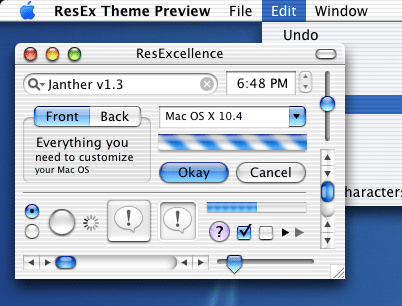 ResEx Theme Preview File Edit Window
Undo
ResExcellence
Janther v1.3
6:48 PM
Front Back
Mac OS X 10.4
Everything you
need to customize
your Mac OS
Okay Cancel
haracters
?